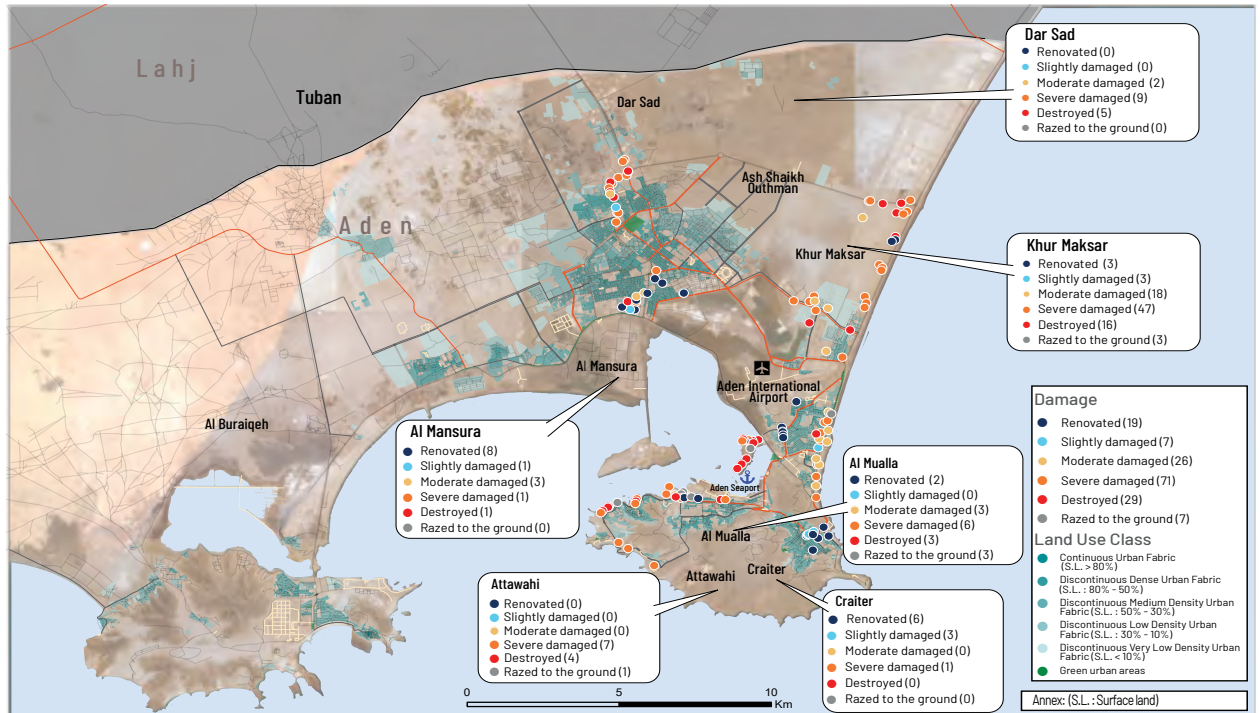 Lahj
Tuban
Dar Sad
Aden
Ash Shaikh
Outhman
Khur Maksar
Al Mansura
Aden International
Airport
Al Buraiqeh
Aden Seaport
Al Mualla
Attawahi
Craiter
Dar Sad
Renovated (0)
Slightly damaged (0)
Moderate damaged (2)
Severe damaged (9)
Destroyed (5)
Razed to the ground (0)
Khur Maksar
Renovated (3)
Slightly damaged (3)
Moderate damaged (18)
Severe damaged (47)
Destroyed (16)
Razed to the ground (3)
Al Mansura
Renovated (8)
Slightly damaged (1)
Moderate damaged (3)
Severe damaged (1)
Destroyed (1)
Razed to the ground (0)
Al Mualla
Renovated (2)
Slightly damaged (0)
Moderate damaged (3)
Severe damaged (6)
Destroyed (3)
Razed to the ground (3)
Attawahi
Renovated (0)
Slightly damaged (0)
Moderate damaged (0)
Severe damaged (7)
Destroyed (4)
Razed to the ground (1)
Craiter
Renovated (6)
Slightly damaged (3)
Moderate damaged (0)
Severe damaged (1)
Destroyed (0)
Razed to the ground (0)
Damage
Renovated (19)
Slightly damaged (7)
Moderate damaged (26)
Severe damaged (71)
Destroyed (29)
Razed to the ground (7)
Land Use Class
Continuous Urban Fabric
(S.L. > 80%)
Discontinuous Dense Urban Fabric
(S.L. : 80% - 50%)
Discontinuous Medium Density Urban
Fabric (S.L. : 50% - 30%)
Discontinuous Low Density Urban
Fabric (S.L. : 30% - 10%)
Discontinuous Very Low Density Urban
Fabric (S.L. < 10%)
Green urban areas
Annex: (S.L. : Surface land)
0 5 10
Km